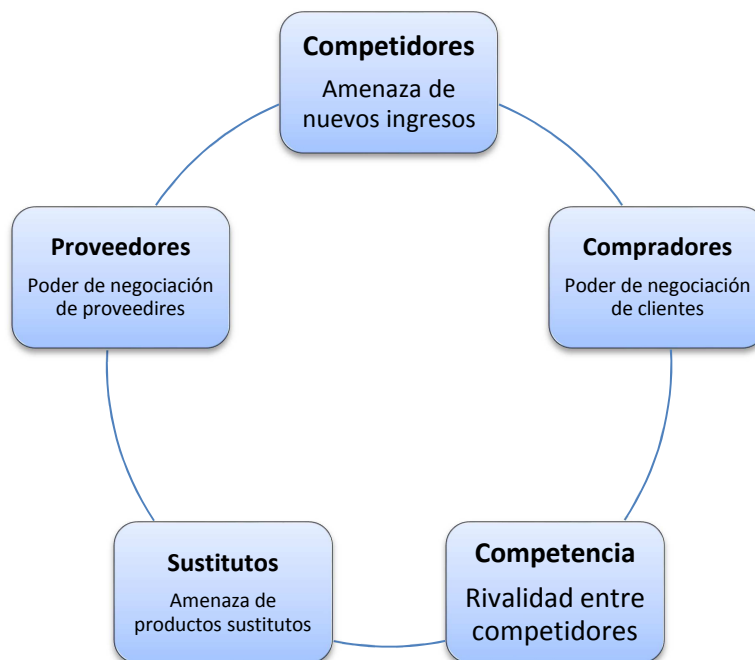 Competidores
Amenaza de
nuevos ingresos
Proveedores
Poder de negociación
de proveedires
Compradores
Poder de negociación
de clientes
Sustitutos
Amenaza de
productos sustitutos
Competencia
Rivalidad entre
competidores